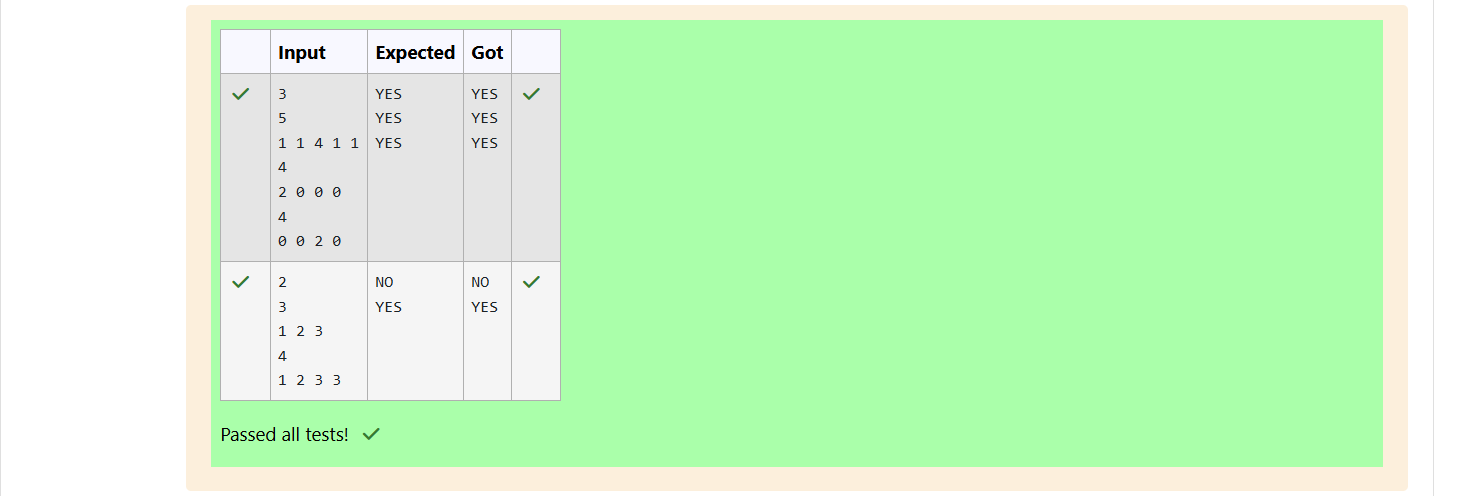 Input Expected Got
3 YES YES
5 YES YES
1 1 4 1 1 YES YES
4
2 0 0 0
4
0 0 2 0
2 NO NO
3 YES YES
1 2 3
4
1 2 3 3
Passed all tests!